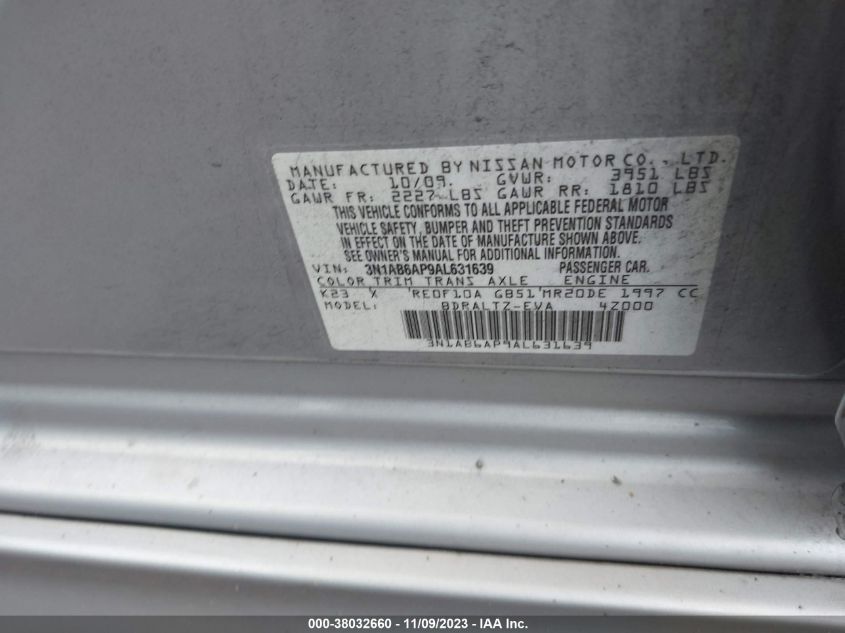 MANUFACTURED BY NISSAN MOTOR CO., LTD.
DATE: 10/09. GVWR: 3951 LBS
GAWR FR: 2227 LBS GAWR RR: 1810 LBS
THIS VEHICLE CONFORMS TO ALL APPLICABLE FEDERAL MOTOR
VEHICLE SAFETY, BUMPER AND THEFT PREVENTION STANDARDS
IN EFFECT ON THE DATE OF MANUFACTURE SHOWN ABOVE.
SEE OWNER'S MANUAL FOR ADDITIONAL INFORMATION.
VIN: 3N1AB6AP9AL631639 PASSENGER CAR.
COLOR TRIM TRANS AXLE ENGINE
K23 X RE0F10A GB51 MR20DE 1997 CC
MODEL: BDRALTZ-EVA 4Z000
3N1AB6AP9AL631639
000-38032660 - 11/09/2023 - IAA Inc.